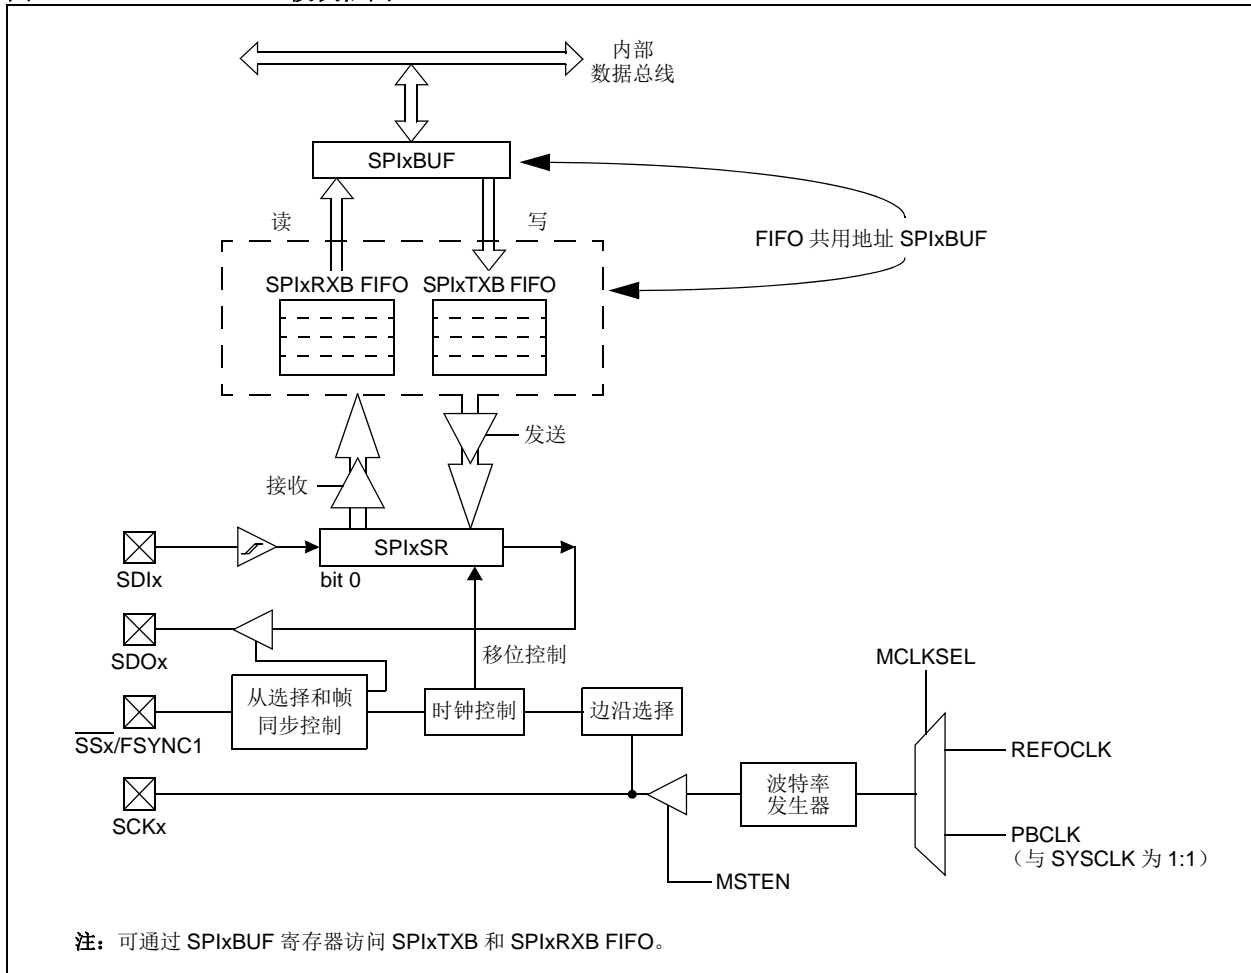 内部
数据总线
SPIxBUF
读
写
FIFO 共用地址 SPIxBUF
SPIxRXB FIFO
SPIxTXB FIFO
发送
接收
SPIxSR
SDIx
bit 0
SDOx
移位控制
MCLKSEL
从选择和帧
同步控制
时钟控制
边沿选择
SSx/FSYNC1
REFOCLK
波特率
发生器
SCKx
PBCLK
（与 SYSCLK 为 1:1）
MSTEN
注：可通过 SPIxBUF 寄存器访问 SPIxTXB 和 SPIxRXB FIFO。